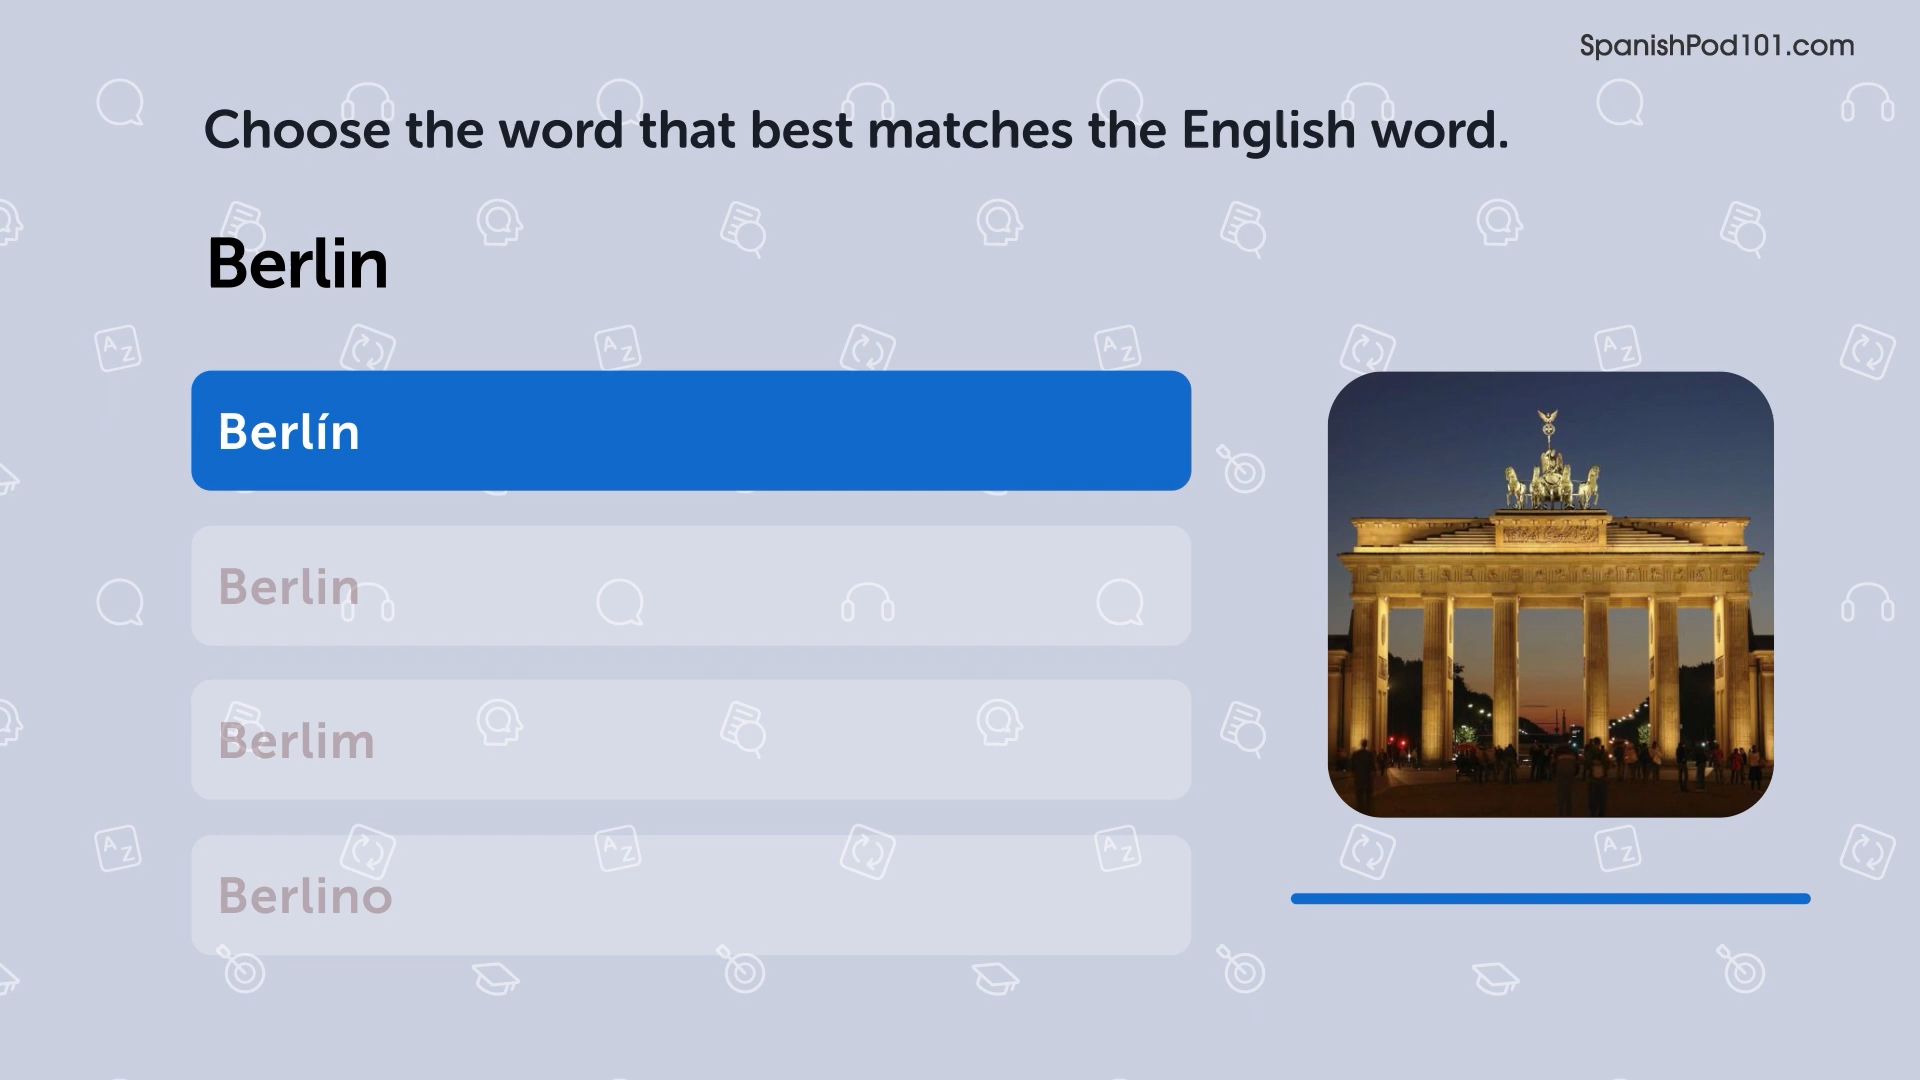 SpanishPod101.com
Choose the word that best matches the English word.
Berlin
Berlín
Berlin
Berlim
Berlino